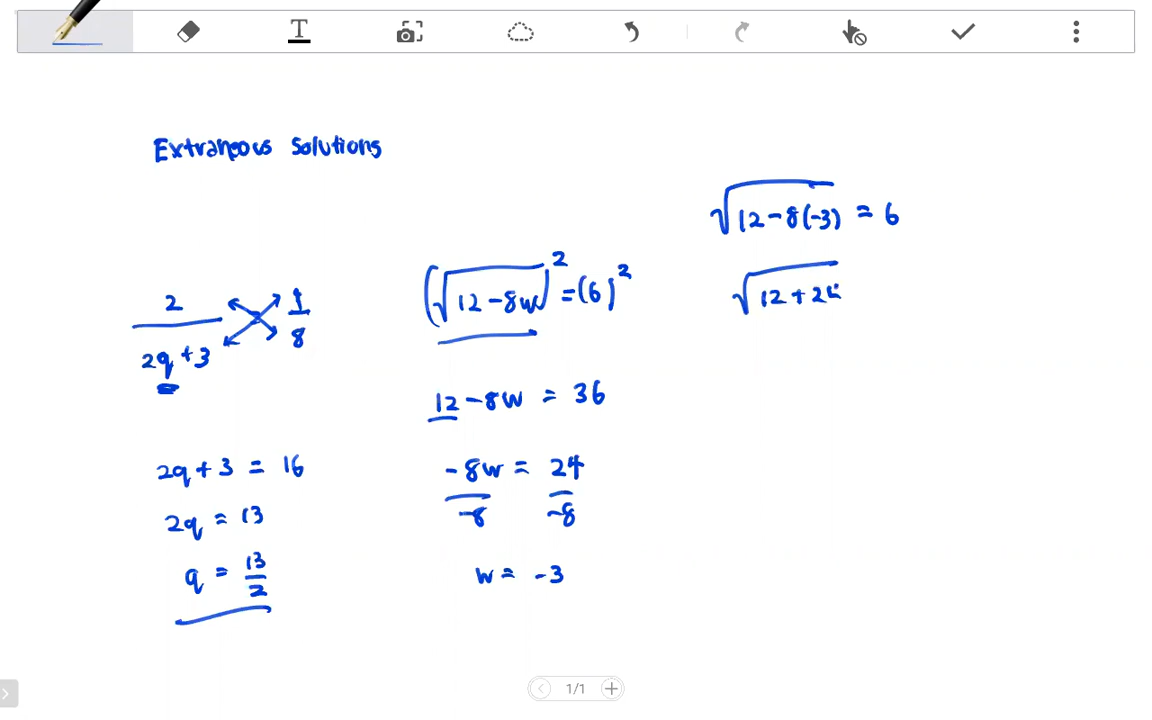 T
Extraneous Solutions
2/(2q+3) 1/8
2q+3 = 16
2q = 13
q = 13/2
(√(12-8w))² = (6)²
12-8w = 36
-8w/-8 = 24/-8
w = -3
√(12-8(-3)) = 6
√(12+24
1/1